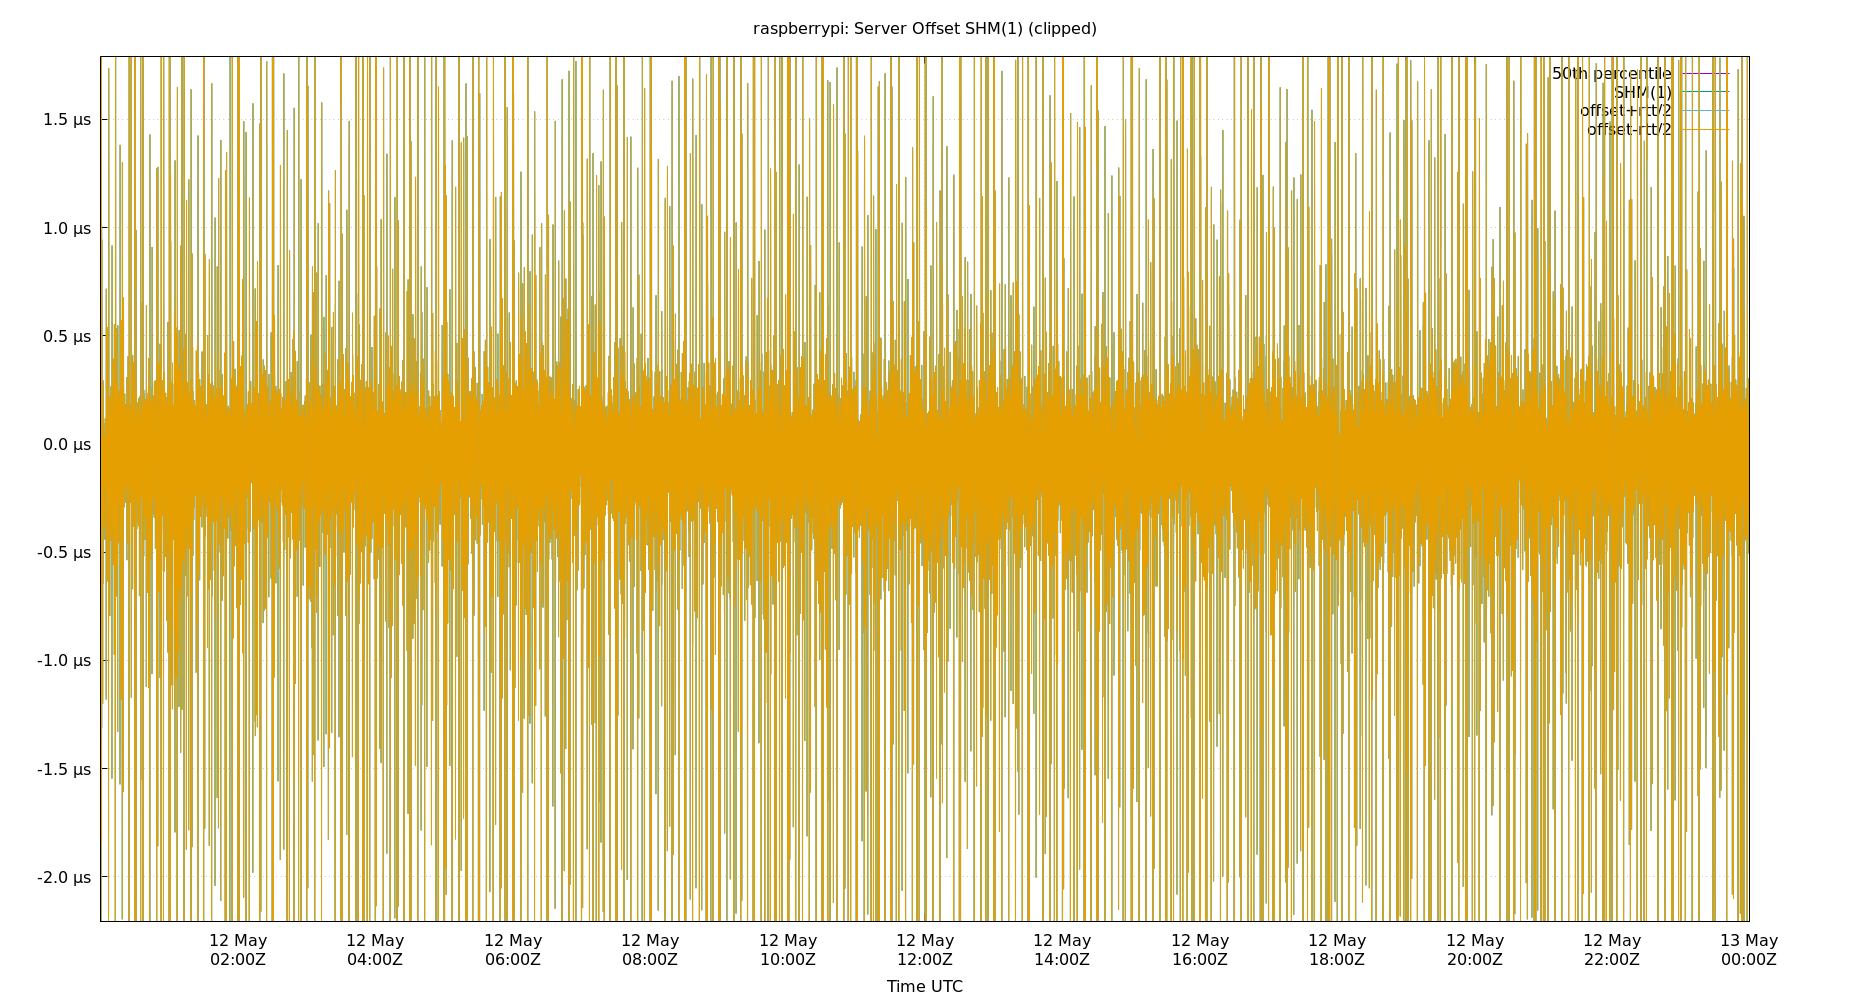 raspberrypi: Server Offset SHM(1) (clipped)
50th percentile
SHM(1)
offset+rtt/2
offset-rtt/2
1.5 µs
1.0 µs
0.5 µs
0.0 µs
-0.5 µs
-1.0 µs
-1.5 µs
-2.0 µs
12 May 12 May 12 May 12 May 12 May 12 May 12 May 12 May 12 May 12 May 12 May 13 May
02:00Z 04:00Z 06:00Z 08:00Z 10:00Z 12:00Z 14:00Z 16:00Z 18:00Z 20:00Z 22:00Z 00:00Z
Time UTC